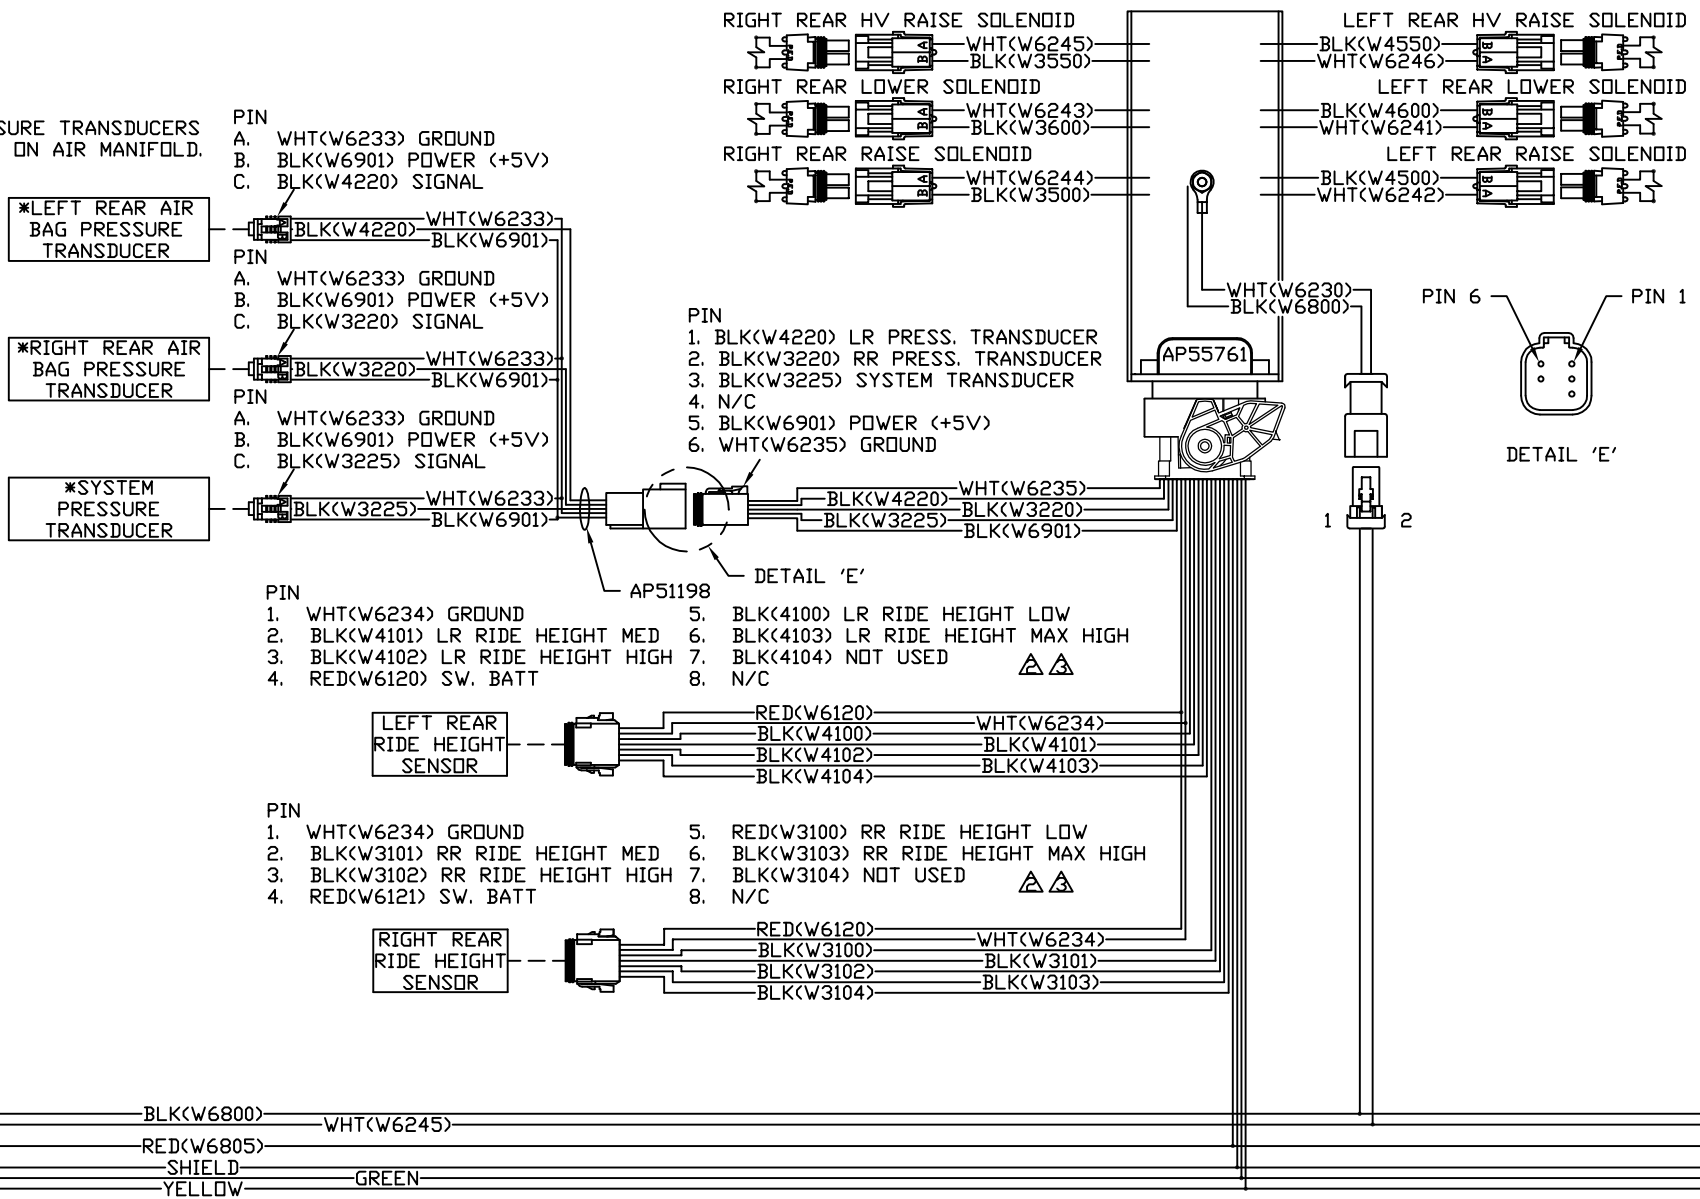 RIGHT REAR HV RAISE SOLENOID
WHT(W6245)
BLK(W3550)
A
B
RIGHT REAR LOWER SOLENOID
WHT(W6243)
BLK(W3600)
A
B
RIGHT REAR RAISE SOLENOID
WHT(W6244)
BLK(W3500)
A
B
LEFT REAR HV RAISE SOLENOID
BLK(W4550)
WHT(W6246)
B
A
LEFT REAR LOWER SOLENOID
BLK(W4600)
WHT(W6241)
B
A
LEFT REAR RAISE SOLENOID
BLK(W4500)
WHT(W6242)
B
A
SURE TRANSDUCERS
ON AIR MANIFOLD.
PIN
A. WHT(W6233) GROUND
B. BLK(W6901) POWER (+5V)
C. BLK(W4220) SIGNAL
*LEFT REAR AIR
BAG PRESSURE
TRANSDUCER
WHT(W6233)
BLK(W4220)
BLK(W6901)
PIN
A. WHT(W6233) GROUND
B. BLK(W6901) POWER (+5V)
C. BLK(W3220) SIGNAL
*RIGHT REAR AIR
BAG PRESSURE
TRANSDUCER
WHT(W6233)
BLK(W3220)
BLK(W6901)
PIN
A. WHT(W6233) GROUND
B. BLK(W6901) POWER (+5V)
C. BLK(W3225) SIGNAL
*SYSTEM
PRESSURE
TRANSDUCER
WHT(W6233)
BLK(W3225)
BLK(W6901)
PIN
1. BLK(W4220) LR PRESS. TRANSDUCER
2. BLK(W3220) RR PRESS. TRANSDUCER
3. BLK(W3225) SYSTEM TRANSDUCER
4. N/C
5. BLK(W6901) POWER (+5V)
6. WHT(W6235) GROUND
WHT(W6235)
BLK(W4220)
BLK(W3220)
BLK(W3225)
BLK(W6901)
DETAIL 'E'
AP51198
AP55761
WHT(W6230)
BLK(W6800)
PIN 6
PIN 1
DETAIL 'E'
1
2
PIN
1. WHT(W6234) GROUND
2. BLK(W4101) LR RIDE HEIGHT MED
3. BLK(W4102) LR RIDE HEIGHT HIGH
4. RED(W6120) SW. BATT
5. BLK(4100) LR RIDE HEIGHT LOW
6. BLK(4103) LR RIDE HEIGHT MAX HIGH
7. BLK(4104) NOT USED
8. N/C
2
3
LEFT REAR
RIDE HEIGHT
SENSOR
RED(W6120)
WHT(W6234)
BLK(W4100)
BLK(W4101)
BLK(W4102)
BLK(W4103)
BLK(W4104)
PIN
1. WHT(W6234) GROUND
2. BLK(W3101) RR RIDE HEIGHT MED
3. BLK(W3102) RR RIDE HEIGHT HIGH
4. RED(W6121) SW. BATT
5. RED(W3100) RR RIDE HEIGHT LOW
6. BLK(W3103) RR RIDE HEIGHT MAX HIGH
7. BLK(W3104) NOT USED
8. N/C
2
3
RIGHT REAR
RIDE HEIGHT
SENSOR
RED(W6120)
WHT(W6234)
BLK(W3100)
BLK(W3101)
BLK(W3102)
BLK(W3103)
BLK(W3104)
BLK(W6800)
WHT(W6245)
RED(W6805)
SHIELD
GREEN
YELLOW